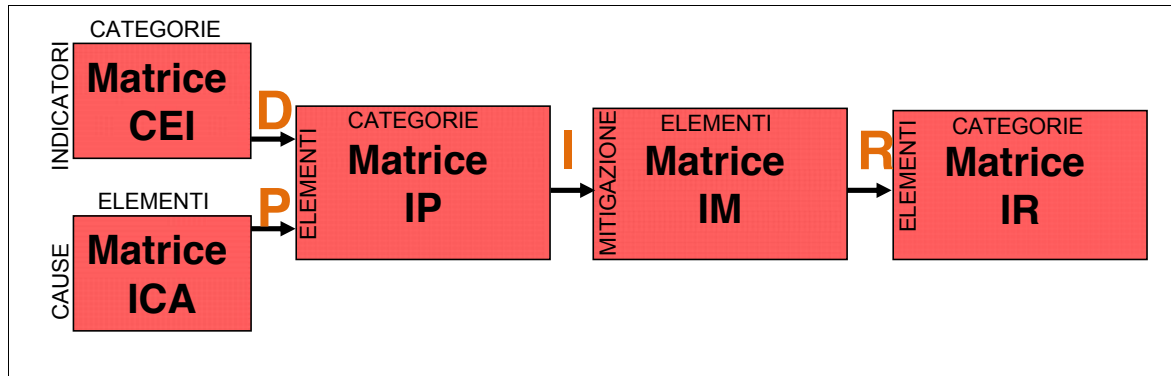 CATEGORIE
INDICATORI
Matrice
CEI
D
ELEMENTI
CAUSE
Matrice
ICA
P
ELEMENTI
CATEGORIE
Matrice
IP
I
MITIGAZIONE
ELEMENTI
Matrice
IM
R
ELEMENTI
CATEGORIE
Matrice
IR